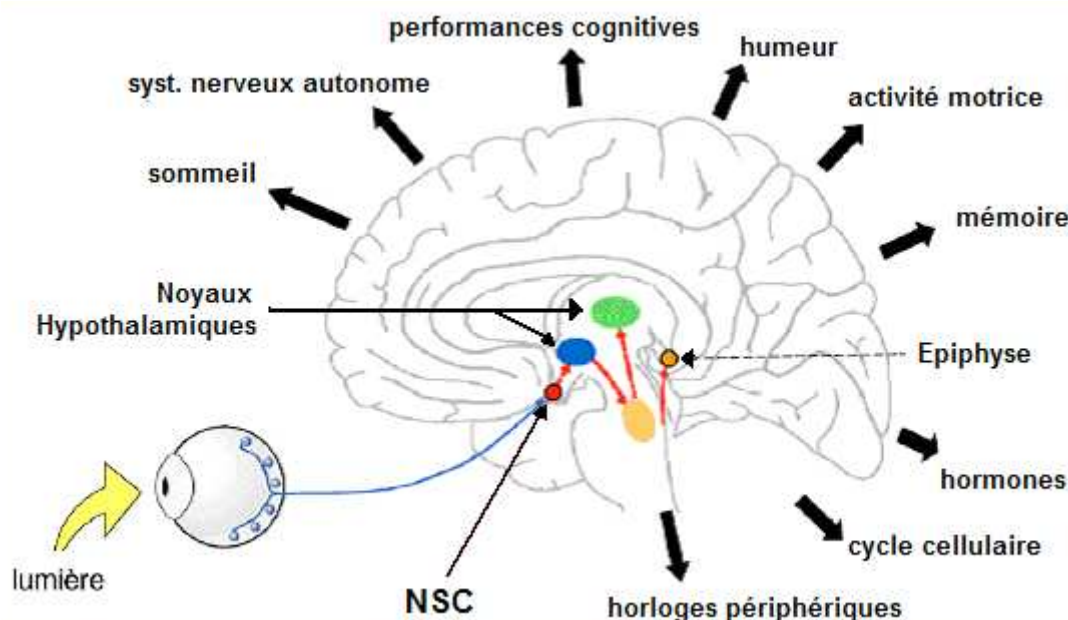 performances cognitives
humeur
syst. nerveux autonome
activité motrice
sommeil
mémoire
Noyaux
Hypothalamiques
Epiphyse
hormones
cycle cellulaire
lumière
NSC
horloges périphériques